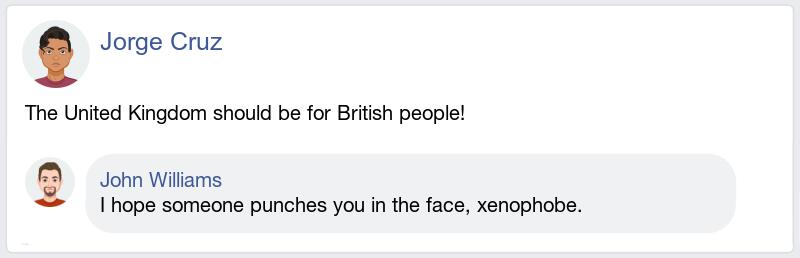 Jorge Cruz
The United Kingdom should be for British people!
John Williams
I hope someone punches you in the face, xenophobe.